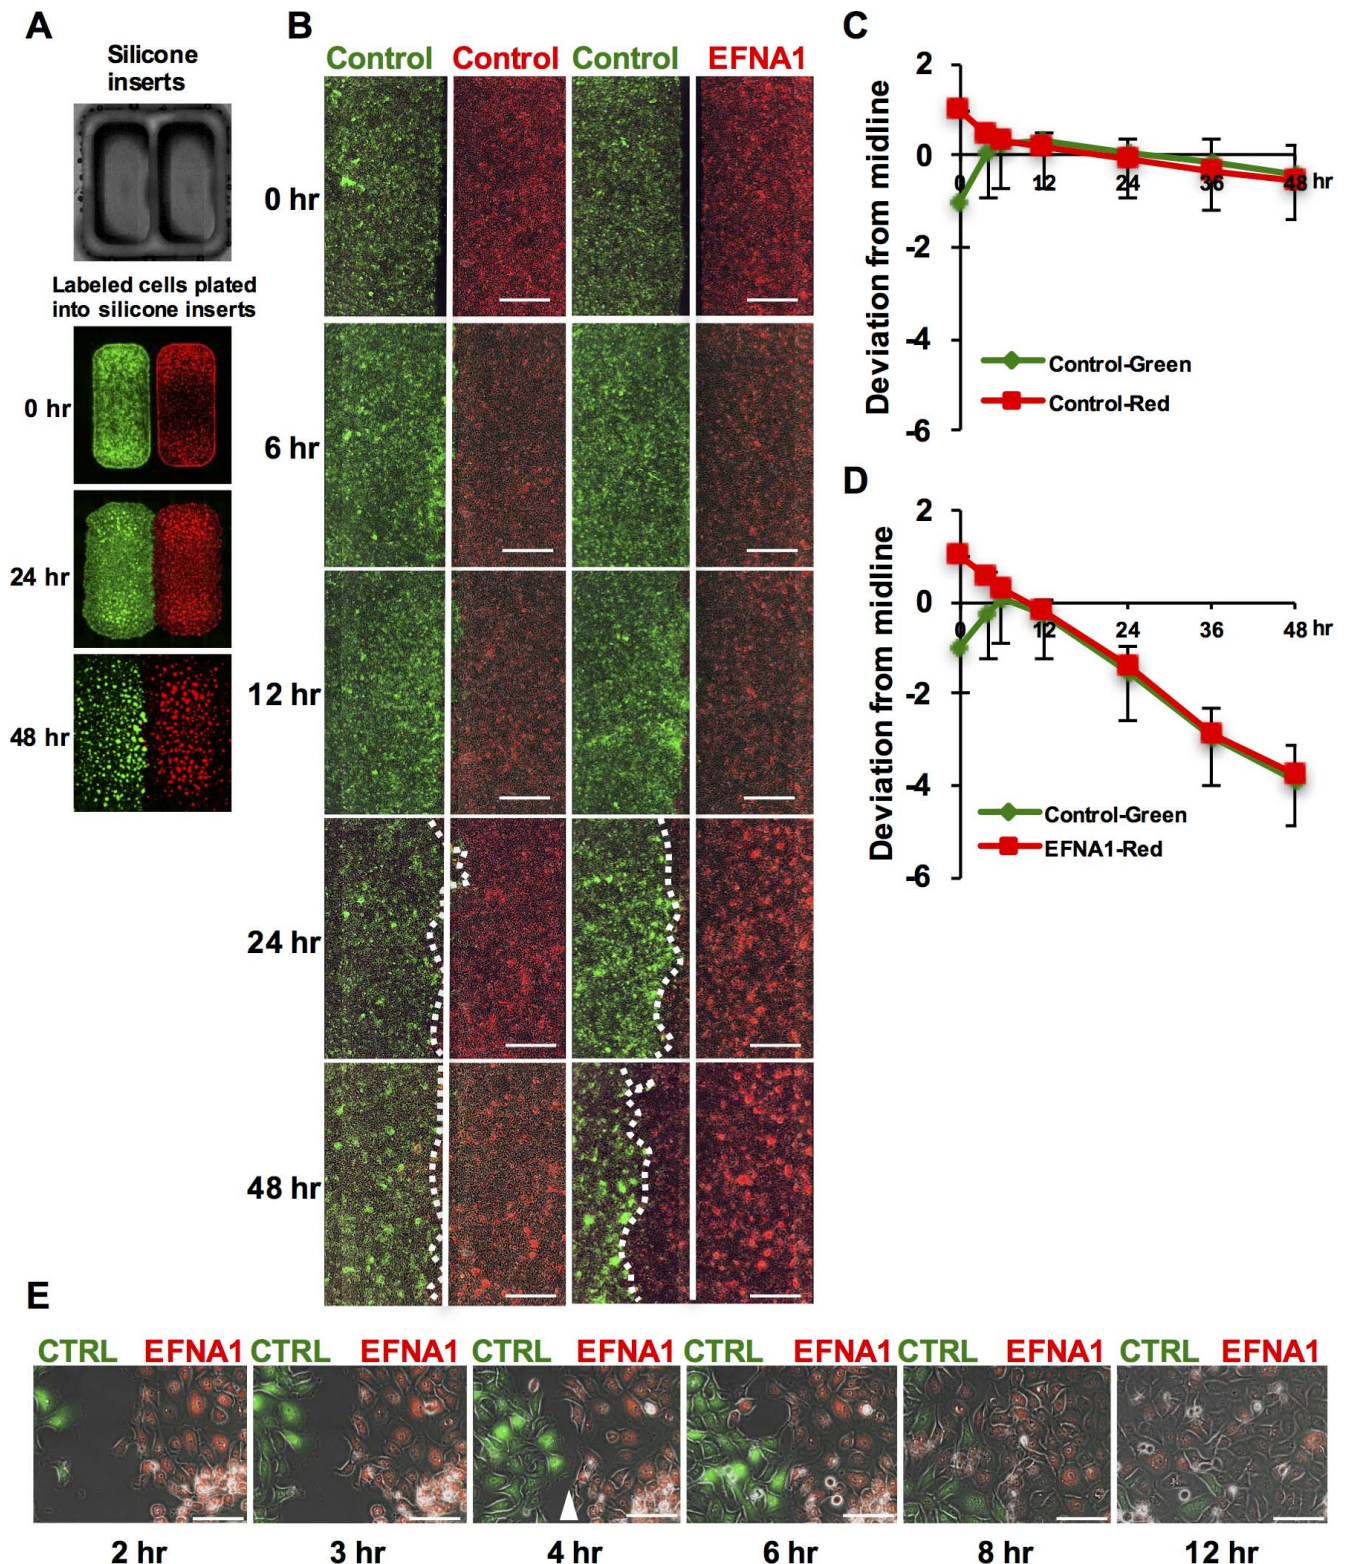 A
Silicone
inserts
Labeled cells plated
into silicone inserts
0 hr
24 hr
48 hr
B
Control Control Control EFNA1
0 hr
6 hr
12 hr
24 hr
48 hr
C
Deviation from midline
2
0
-2
-4
-6
0 12 24 36 48 hr
Control-Green
Control-Red
D
Deviation from midline
2
0
-2
-4
-6
0 12 24 36 48 hr
Control-Green
EFNA1-Red
E
CTRL EFNA1 CTRL EFNA1 CTRL EFNA1 CTRL EFNA1 CTRL EFNA1 CTRL EFNA1
2 hr 3 hr 4 hr 6 hr 8 hr 12 hr